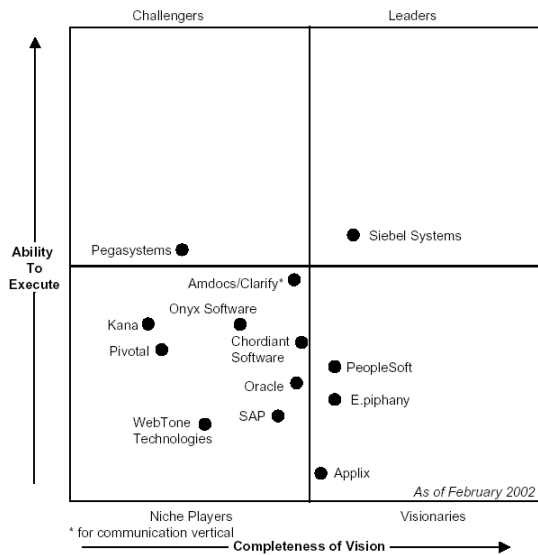 Challengers
Leaders
Ability
To
Execute
Siebel Systems
Pegasystems
Amdocs/Clarify*
Onyx Software
Kana
Chordiant
Software
Pivotal
PeopleSoft
Oracle
E.piphany
SAP
WebTone
Technologies
Applix
As of February 2002
Niche Players
Visionaries
* for communication vertical
Completeness of Vision